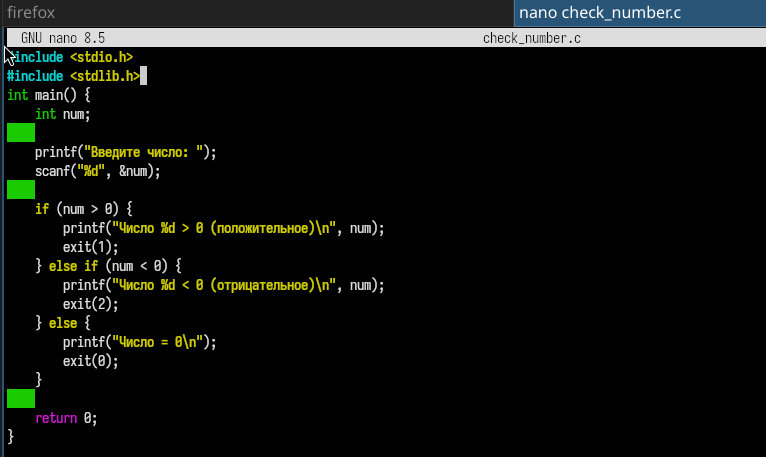 firefox
nano check_number.c
GNU nano 8.5 check_number.c
#include <stdio.h>
#include <stdlib.h>
int main() {
    int num;
    printf("Введите число: ");
    scanf("%d", &num);
    if (num > 0) {
        printf("Число %d > 0 (положительное)\n", num);
        exit(1);
    } else if (num < 0) {
        printf("Число %d < 0 (отрицательное)\n", num);
        exit(2);
    } else {
        printf("Число = 0\n");
        exit(0);
    }
    return 0;
}